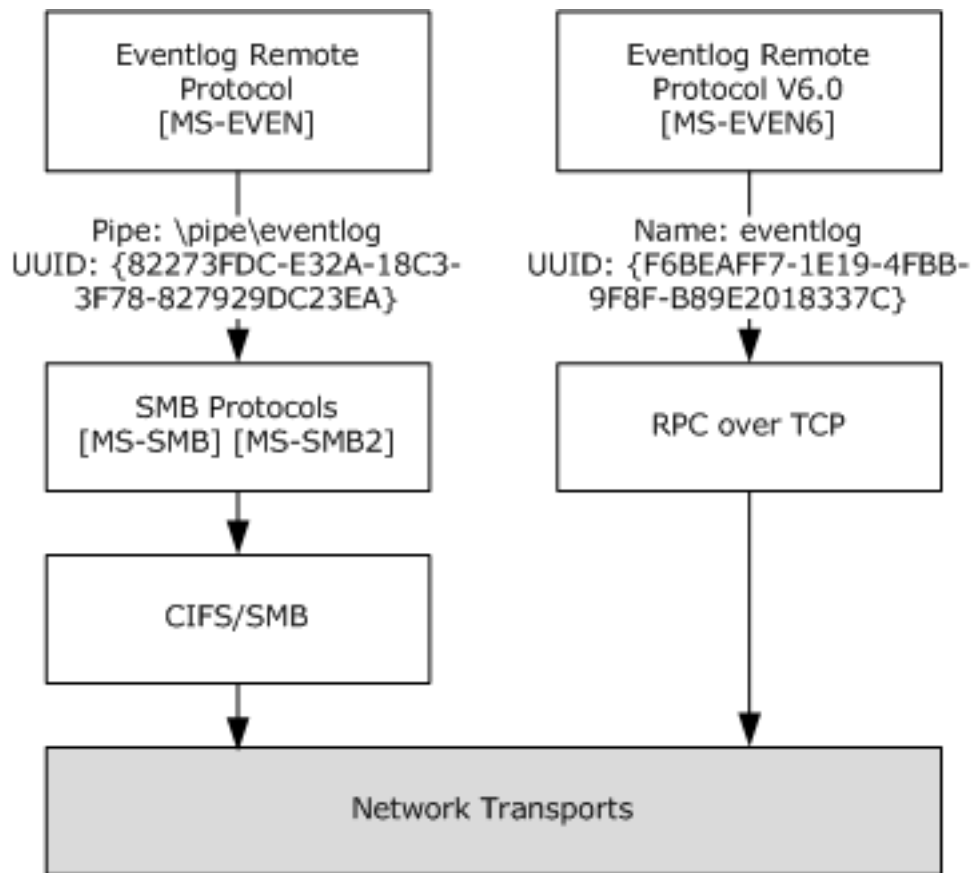 Eventlog Remote
Protocol
[MS-EVEN]
Eventlog Remote
Protocol V6.0
[MS-EVEN6]
Pipe: \pipe\eventlog
UUID: {82273FDC-E32A-18C3-
3F78-827929DC23EA}
Name: eventlog
UUID: {F6BEAFF7-1E19-4FBB-
9F8F-B89E2018337C}
SMB Protocols
[MS-SMB] [MS-SMB2]
RPC over TCP
CIFS/SMB
Network Transports